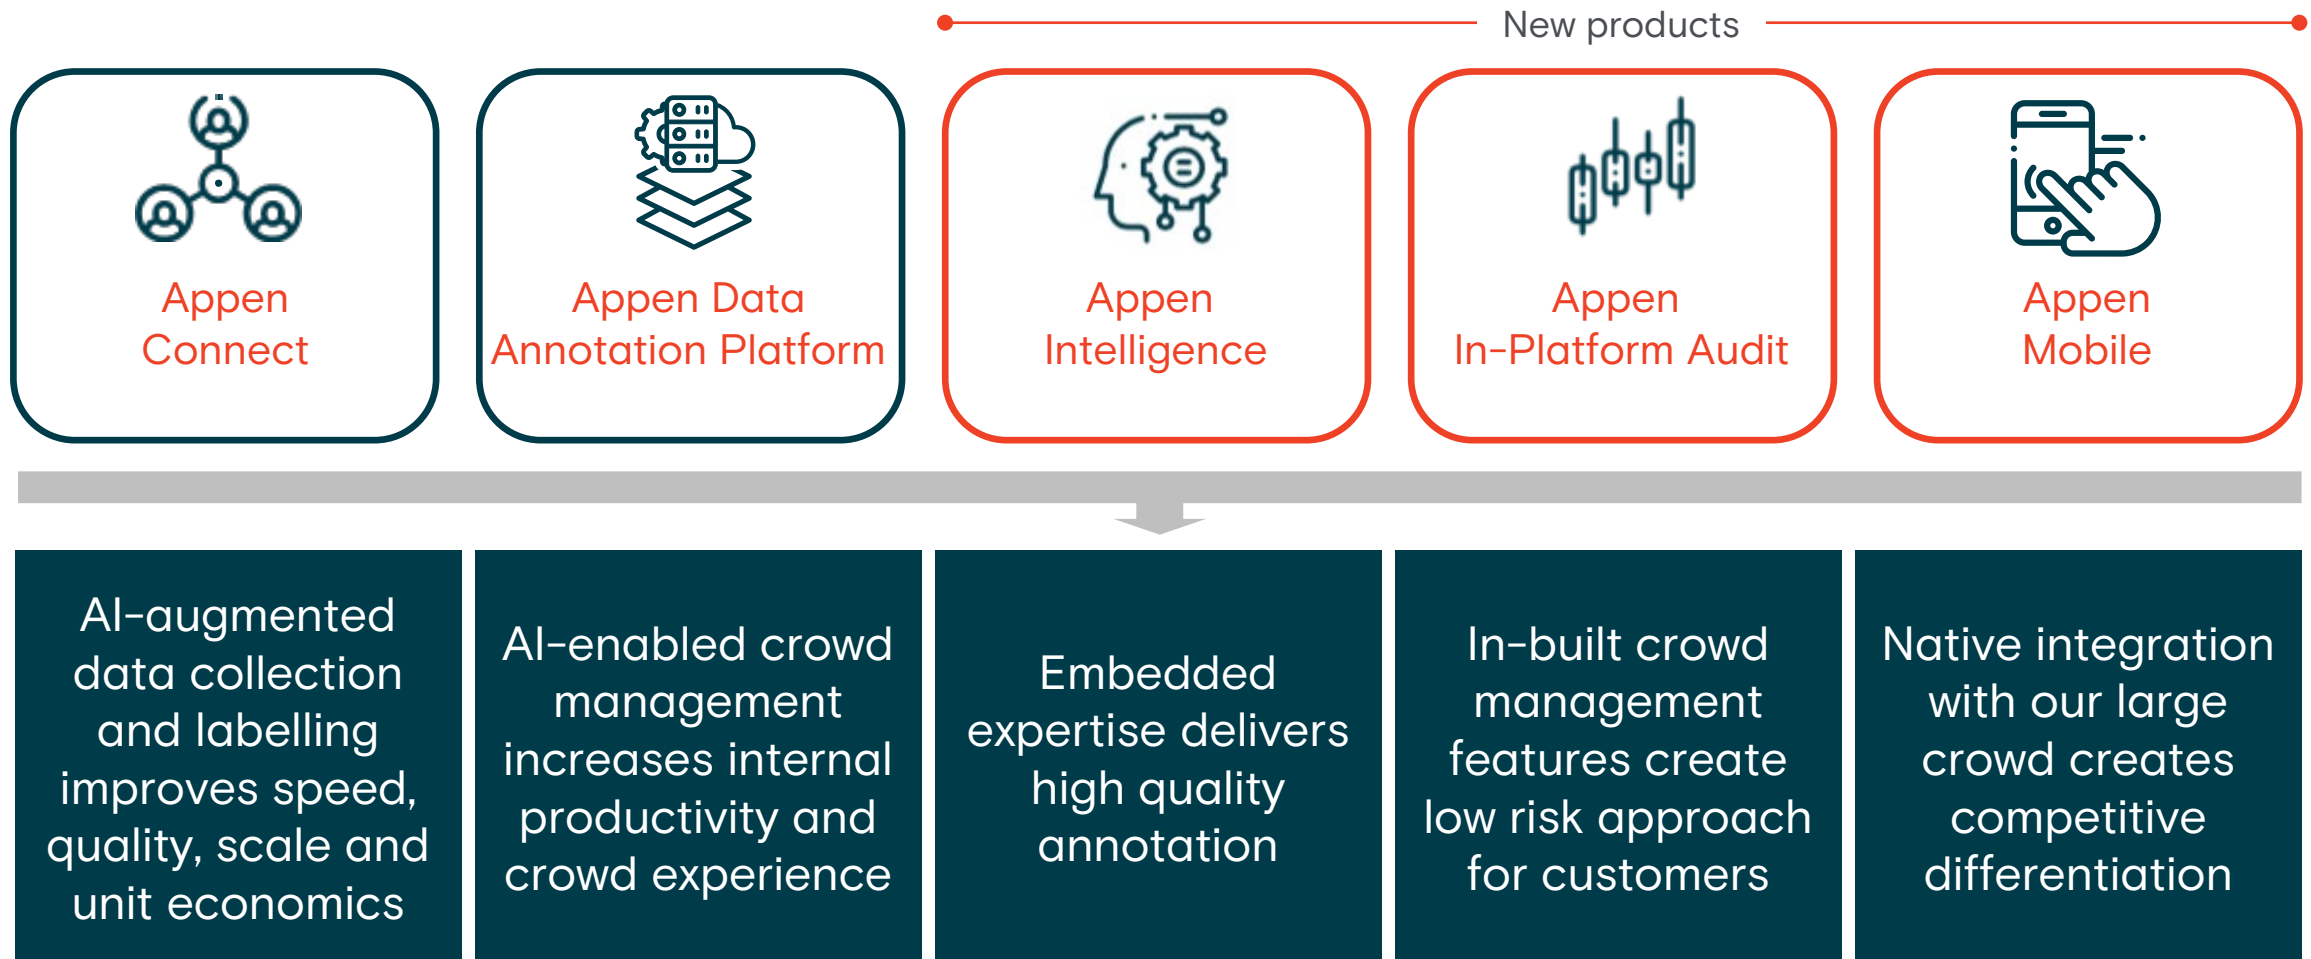 New products
Appen
Connect
Appen Data
Annotation Platform
Appen
Intelligence
Appen
In-Platform Audit
Appen
Mobile
AI-augmented
data collection
and labelling
improves speed,
quality, scale and
unit economics
AI-enabled crowd
management
increases internal
productivity and
crowd experience
Embedded
expertise delivers
high quality
annotation
In-built crowd
management
features create
low risk approach
for customers
Native integration
with our large
crowd creates
competitive
differentiation